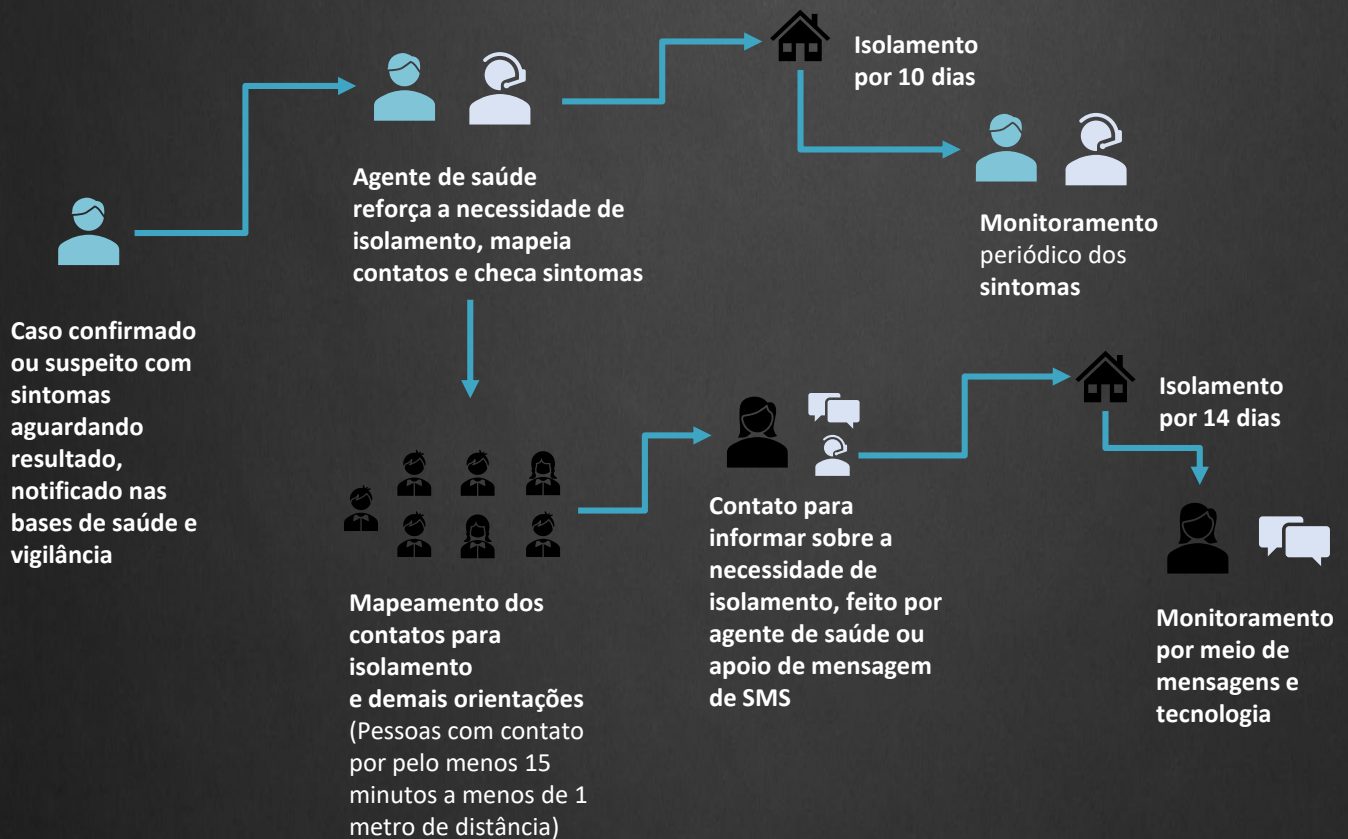 Caso confirmado
ou suspeito com
sintomas
aguardando
resultado,
notificado nas
bases de saúde e
vigilância
Agente de saúde
reforça a necessidade de
isolamento, mapeia
contatos e checa sintomas
Isolamento
por 10 dias
Monitoramento
periódico dos
sintomas
Mapeamento dos
contatos para
isolamento
e demais orientações
(Pessoas com contato
por pelo menos 15
minutos a menos de 1
metro de distância)
Contato para
informar sobre a
necessidade de
isolamento, feito por
agente de saúde ou
apoio de mensagem
de SMS
Isolamento
por 14 dias
Monitoramento
por meio de
mensagens e
tecnologia